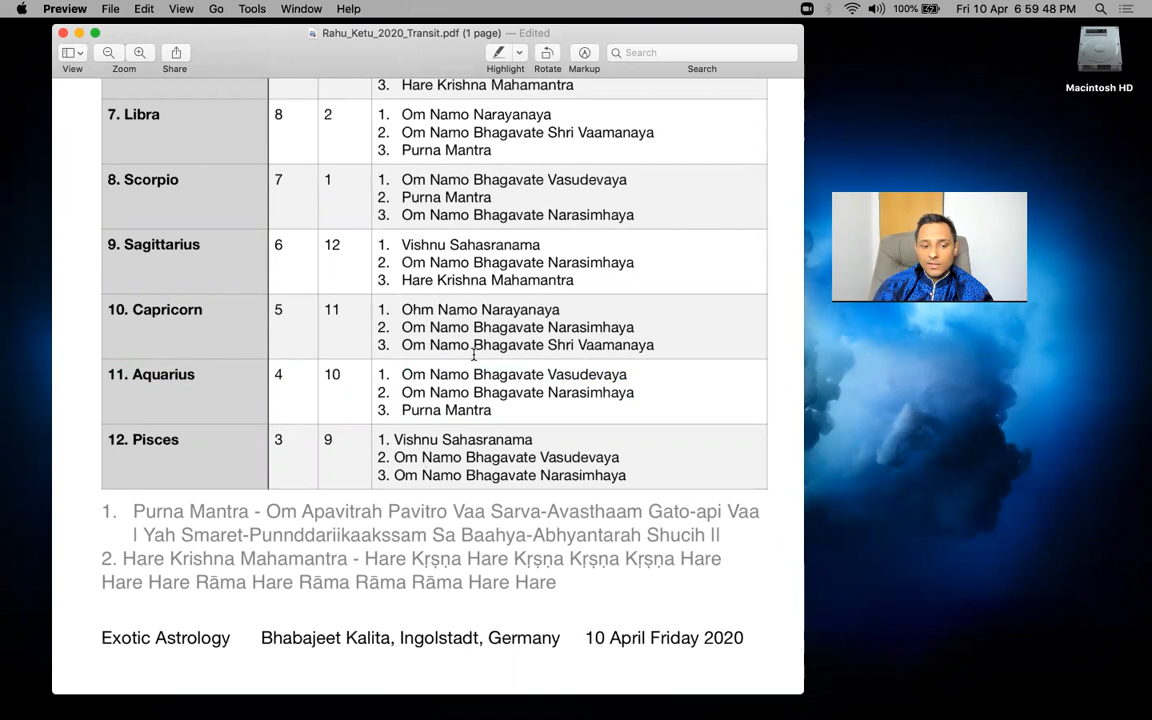 Preview File Edit View Go Tools Window Help 100% Fri 10 Apr 6 59 48 PM
Rahu_Ketu_2020_Transit.pdf (1 page) — Edited
Search
View Zoom Share Highlight Rotate Markup Search
Macintosh HD
3. Hare Krishna Mahamantra
7. Libra 8 2 1. Om Namo Narayanaya
2. Om Namo Bhagavate Shri Vaamanaya
3. Purna Mantra
8. Scorpio 7 1 1. Om Namo Bhagavate Vasudevaya
2. Purna Mantra
3. Om Namo Bhagavate Narasimhaya
9. Sagittarius 6 12 1. Vishnu Sahasranama
2. Om Namo Bhagavate Narasimhaya
3. Hare Krishna Mahamantra
10. Capricorn 5 11 1. Ohm Namo Narayanaya
2. Om Namo Bhagavate Narasimhaya
3. Om Namo Bhagavate Shri Vaamanaya
11. Aquarius 4 10 1. Om Namo Bhagavate Vasudevaya
2. Om Namo Bhagavate Narasimhaya
3. Purna Mantra
12. Pisces 3 9 1. Vishnu Sahasranama
2. Om Namo Bhagavate Vasudevaya
3. Om Namo Bhagavate Narasimhaya
1. Purna Mantra - Om Apavitrah Pavitro Vaa Sarva-Avasthaam Gato-api Vaa
| Yah Smaret-Punnddariikaakssam Sa Baahya-Abhyantarah Shucih ||
2. Hare Krishna Mahamantra - Hare Kṛṣṇa Hare Kṛṣṇa Kṛṣṇa Kṛṣṇa Hare
Hare Hare Rāma Hare Rāma Rāma Rāma Hare Hare
Exotic Astrology Bhabajeet Kalita, Ingolstadt, Germany 10 April Friday 2020